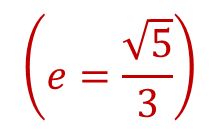 (e = √5/3)